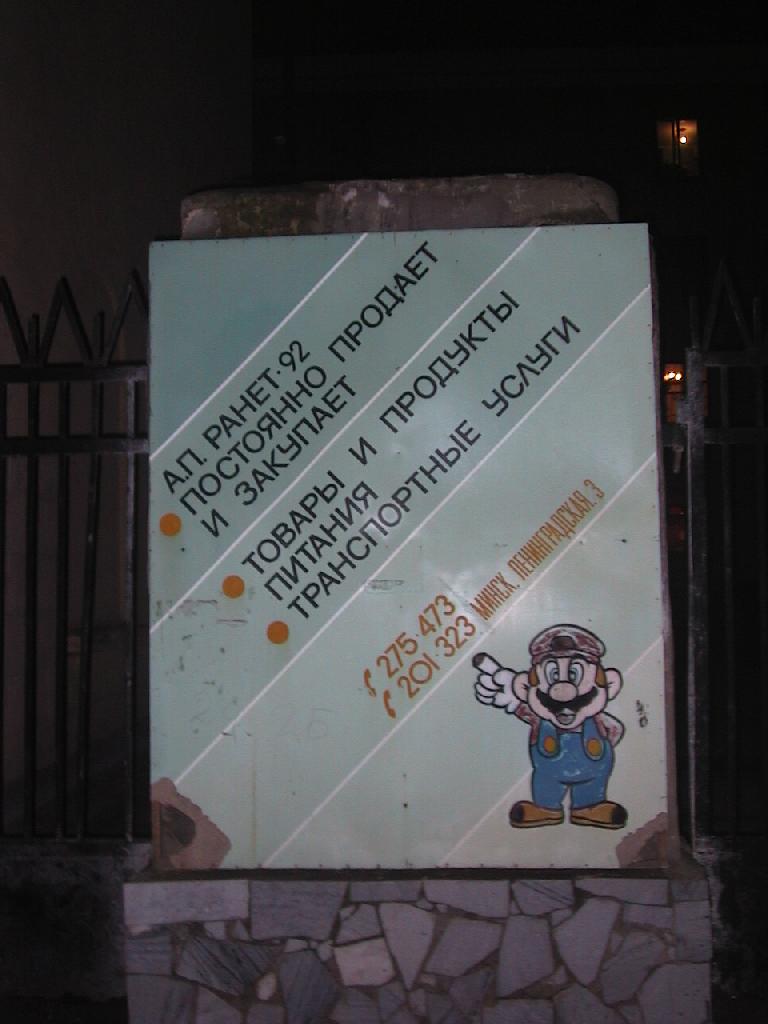 А.П. РАНЕТ-92
ПОСТОЯННО ПРОДАЕТ
И ЗАКУПАЕТ
ТОВАРЫ И ПРОДУКТЫ
ПИТАНИЯ
ТРАНСПОРТНЫЕ УСЛУГИ
275-473
201-323 МИНСК, ЛЕНИНГРАДСКАЯ, 3